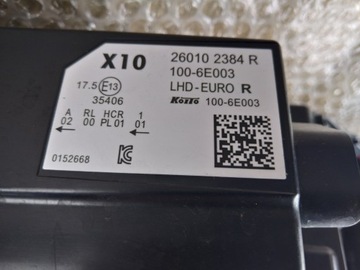 X10
26010 2384 R
100-6E003
17.5 E13
LHD-EURO R
35406
Koito 100-6E003
A RL HCR 1
02 00 PL 01 01
0152668